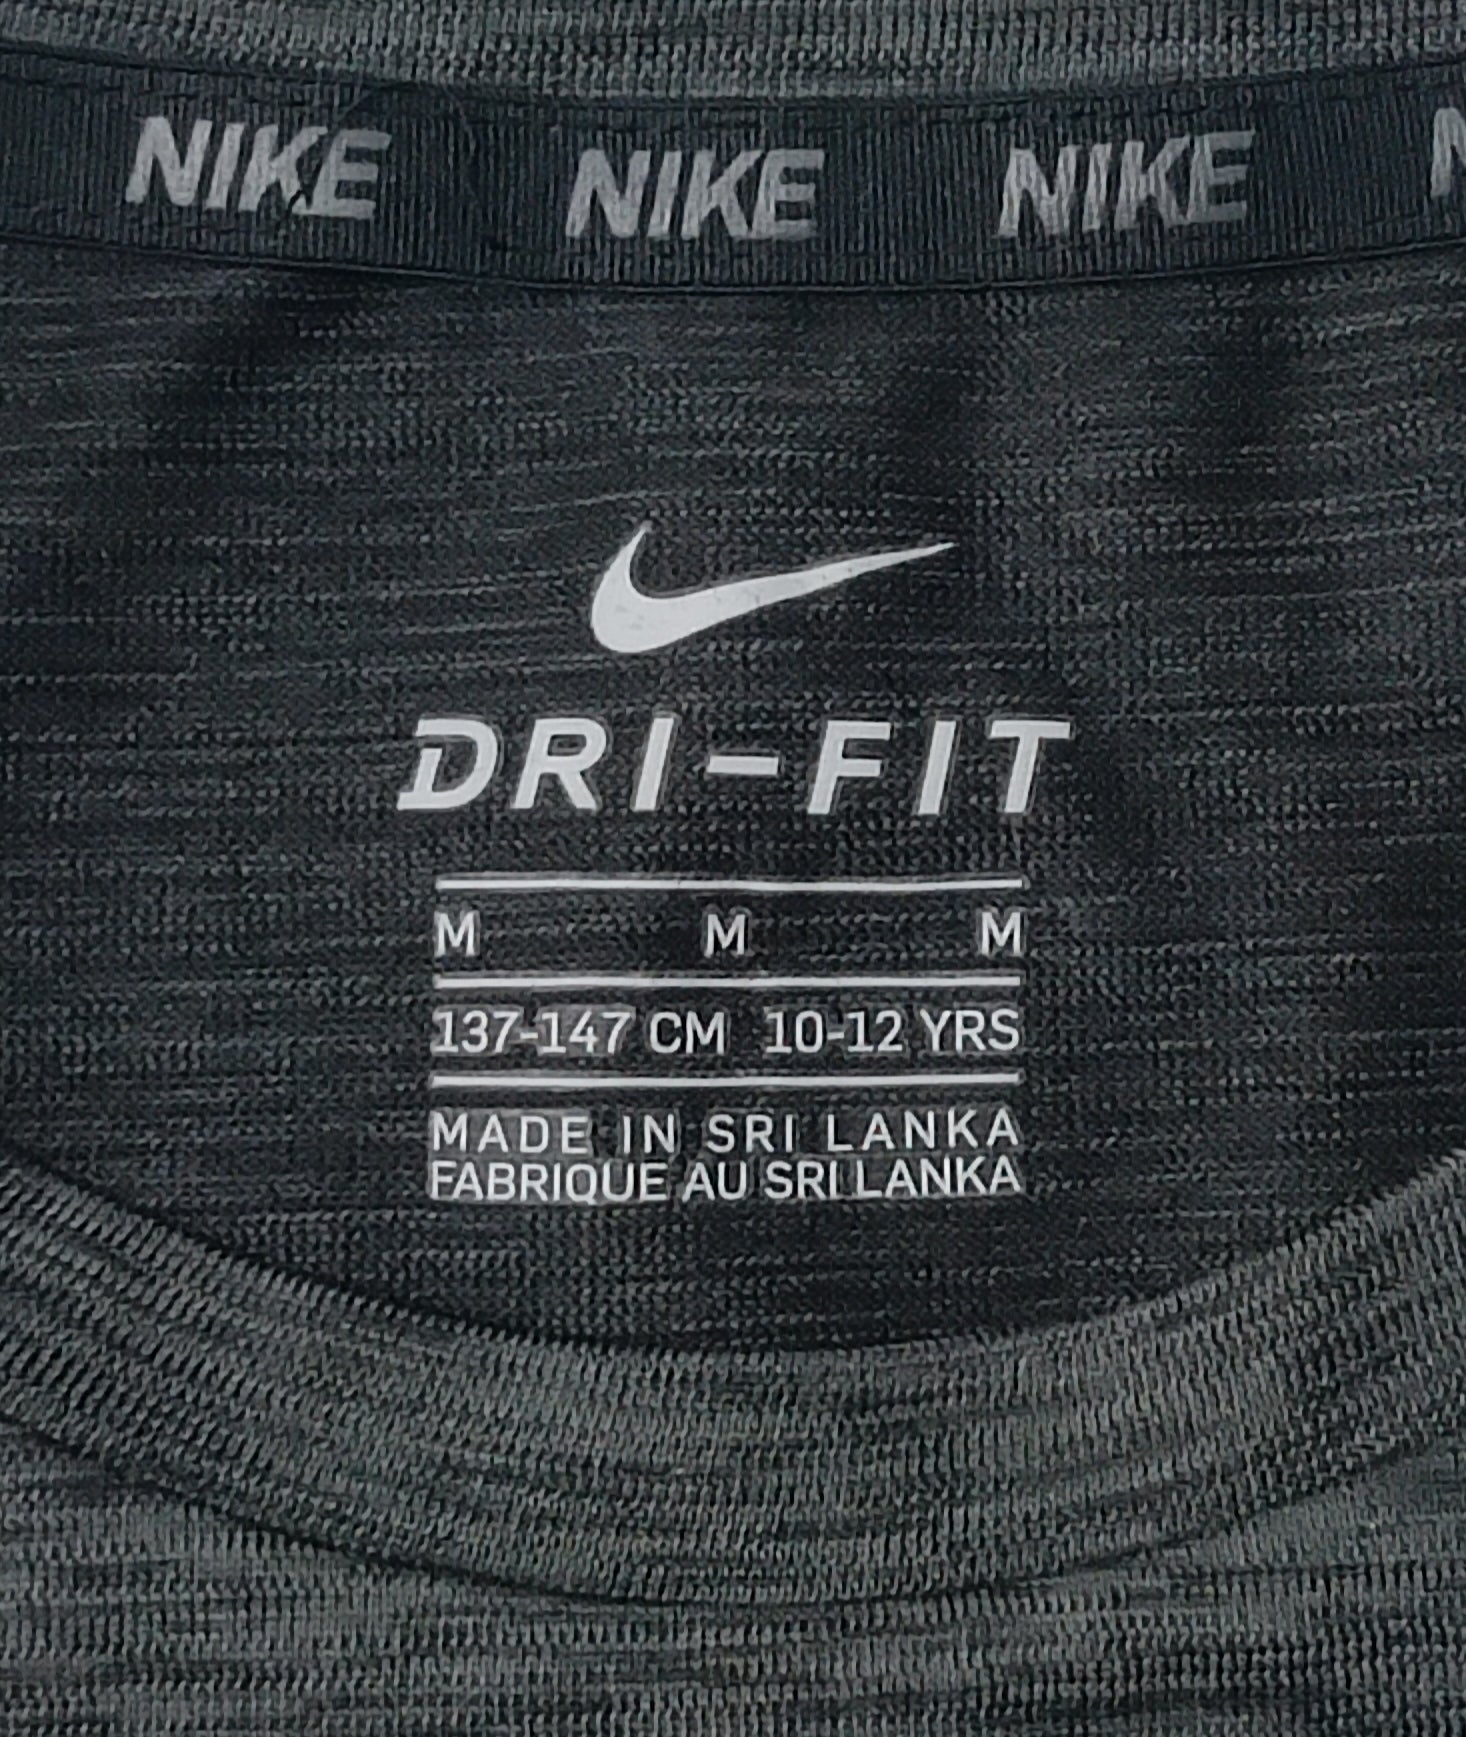 NIKE NIKE NIKE N
DRI-FIT
M M M
137-147 CM 10-12 YRS
MADE IN SRI LANKA
FABRIQUE AU SRI LANKA